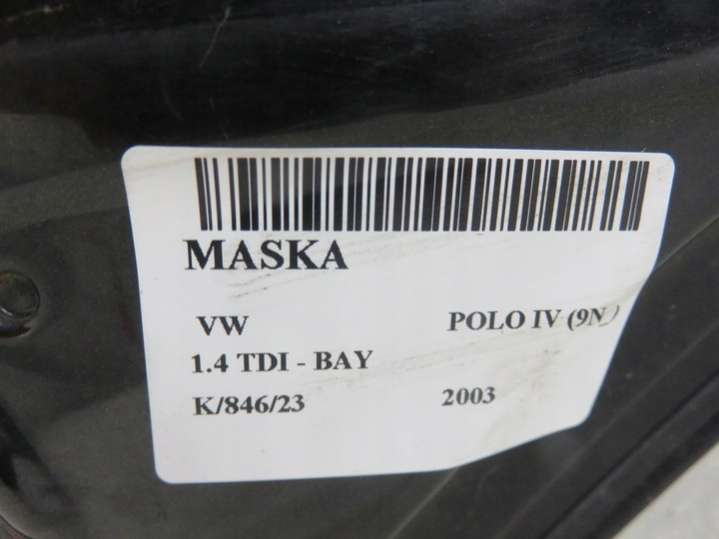 MASKA
VW POLO IV (9N)
1.4 TDI - BAY
K/846/23 2003